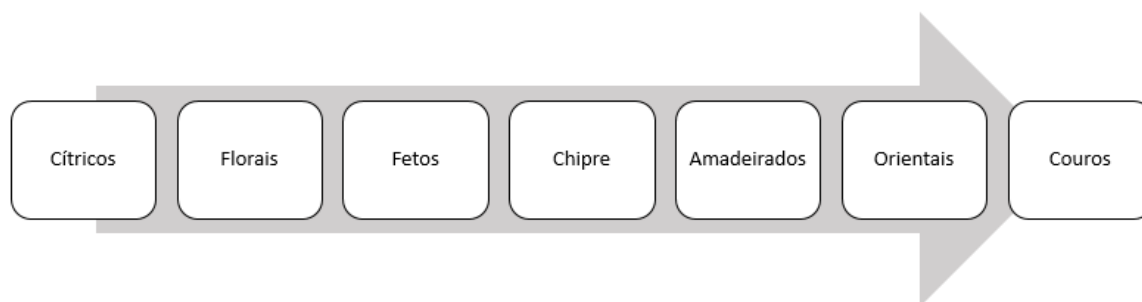 Cítricos
Florais
Fetos
Chipre
Amadeirados
Orientais
Couros